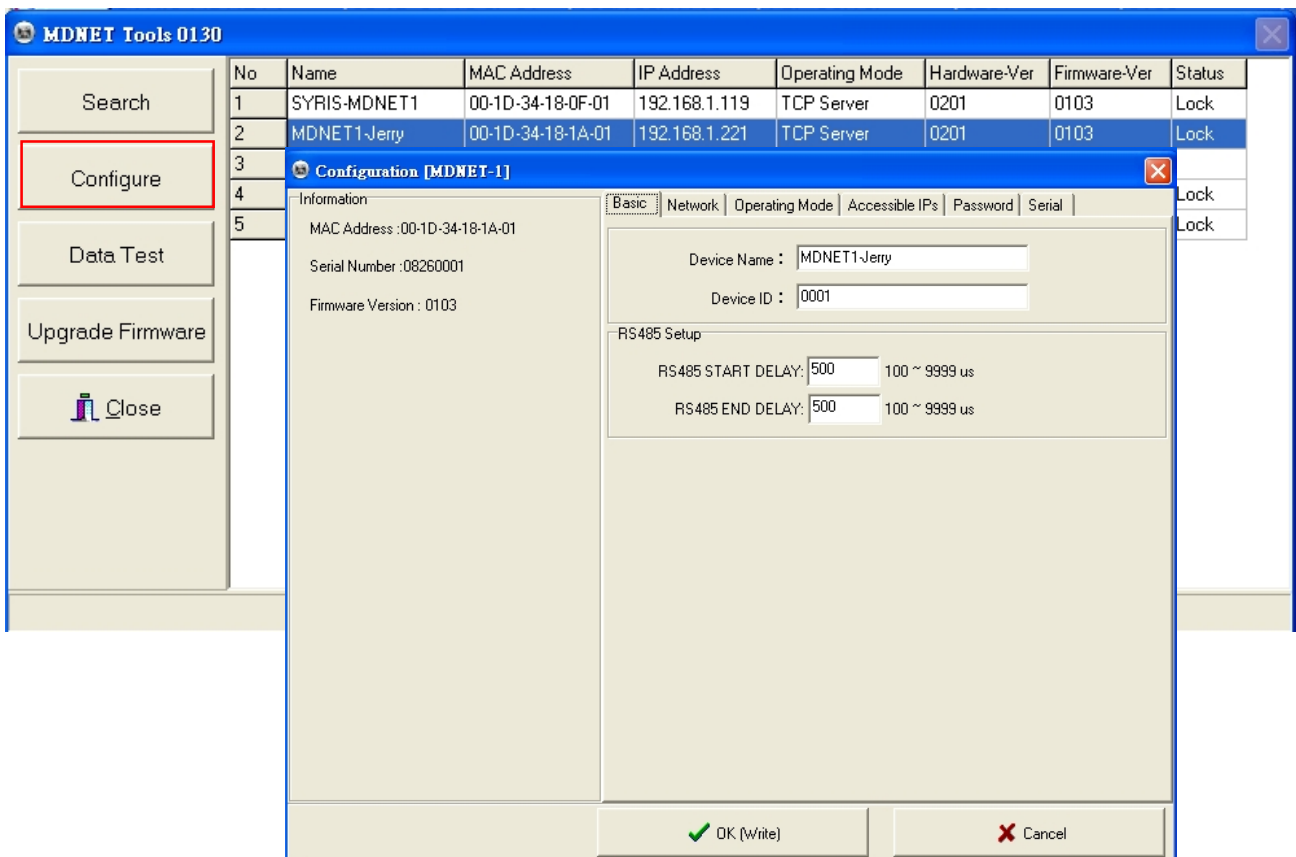 MDNET Tools 0130
Search
Configure
Data Test
Upgrade Firmware
Close
No Name MAC Address IP Address Operating Mode Hardware-Ver Firmware-Ver Status
1 SYRIS-MDNET1 00-1D-34-18-0F-01 192.168.1.119 TCP Server 0201 0103 Lock
2 MDNET1-Jerry 00-1D-34-18-1A-01 192.168.1.221 TCP Server 0201 0103 Lock
3
4 Lock
5 Lock
Configuration [MDNET-1]
Information
MAC Address :00-1D-34-18-1A-01
Serial Number :08260001
Firmware Version : 0103
Basic Network Operating Mode Accessible IPs Password Serial
Device Name： MDNET1-Jerry
Device ID： 0001
RS485 Setup
RS485 START DELAY: 500 100 ~ 9999 us
RS485 END DELAY: 500 100 ~ 9999 us
OK (Write) Cancel